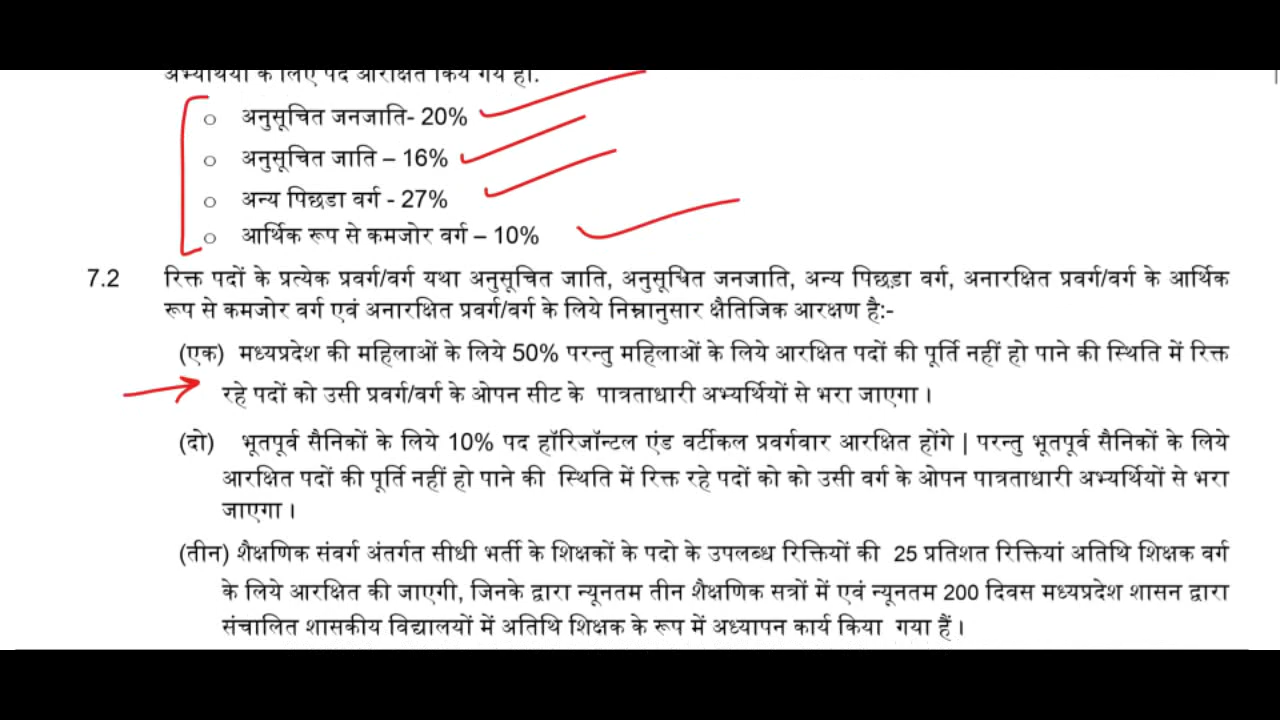 अभ्यर्थियों के लिए पद आरक्षित किये गये हो.
○ अनुसूचित जनजाति- 20%
○ अनुसूचित जाति – 16%
○ अन्य पिछडा वर्ग - 27%
○ आर्थिक रूप से कमजोर वर्ग – 10%
7.2 रिक्त पदों के प्रत्येक प्रवर्ग/वर्ग यथा अनुसूचित जाति, अनुसूचित जनजाति, अन्य पिछड़ा वर्ग, अनारक्षित प्रवर्ग/वर्ग के आर्थिक
रूप से कमजोर वर्ग एवं अनारक्षित प्रवर्ग/वर्ग के लिये निम्नानुसार क्षैतिजिक आरक्षण है:-
(एक) मध्यप्रदेश की महिलाओं के लिये 50% परन्तु महिलाओं के लिये आरक्षित पदों की पूर्ति नहीं हो पाने की स्थिति में रिक्त
रहे पदों को उसी प्रवर्ग/वर्ग के ओपन सीट के पात्रताधारी अभ्यर्थियों से भरा जाएगा।
(दो) भूतपूर्व सैनिकों के लिये 10% पद हॉरिजॉन्टल एंड वर्टीकल प्रवर्गवार आरक्षित होंगे | परन्तु भूतपूर्व सैनिकों के लिये
आरक्षित पदों की पूर्ति नहीं हो पाने की स्थिति में रिक्त रहे पदों को को उसी वर्ग के ओपन पात्रताधारी अभ्यर्थियों से भरा
जाएगा।
(तीन) शैक्षणिक संवर्ग अंतर्गत सीधी भर्ती के शिक्षकों के पदो के उपलब्ध रिक्तियों की 25 प्रतिशत रिक्तियां अतिथि शिक्षक वर्ग
के लिये आरक्षित की जाएगी, जिनके द्वारा न्यूनतम तीन शैक्षणिक सत्रों में एवं न्यूनतम 200 दिवस मध्यप्रदेश शासन द्वारा
संचालित शासकीय विद्यालयों में अतिथि शिक्षक के रूप में अध्यापन कार्य किया गया हैं।